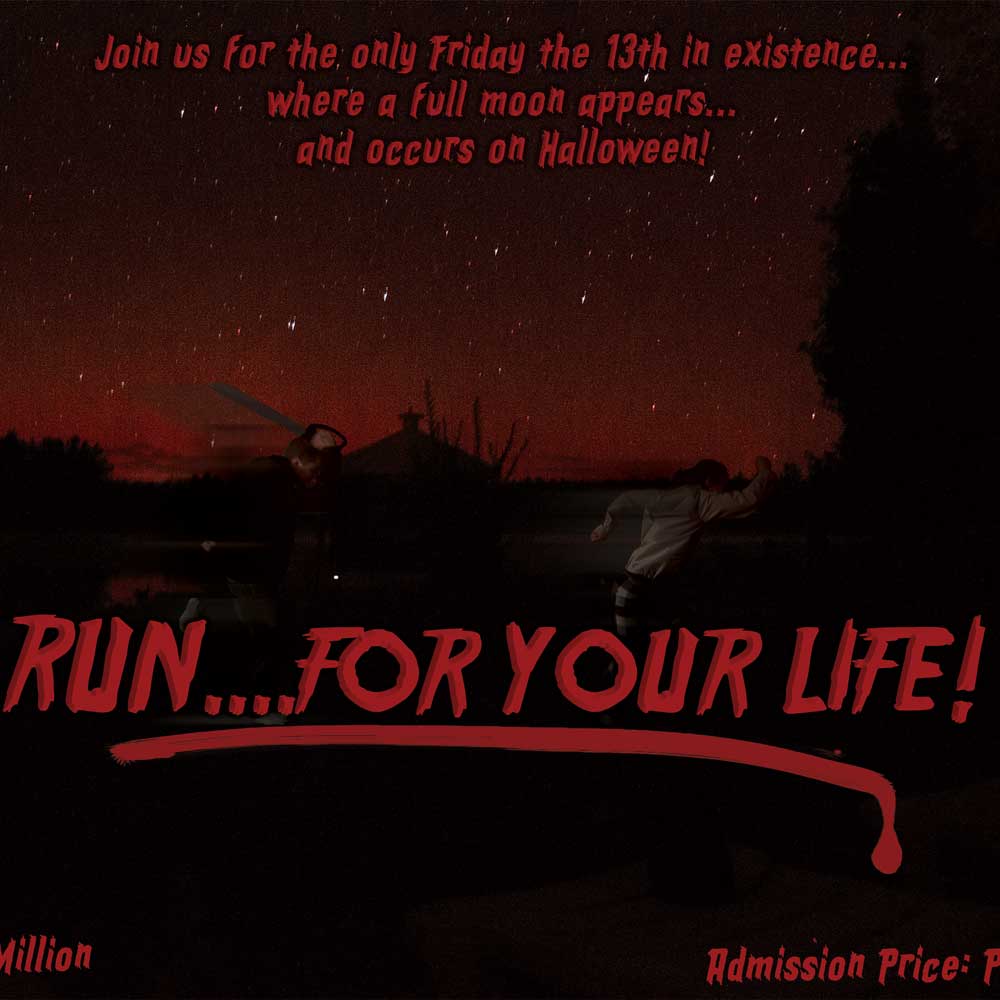 Join us for the only Friday the 13th in existence...
where a full moon appears...
and occurs on Halloween!
RUN....FOR YOUR LIFE!
Million
Admission Price: